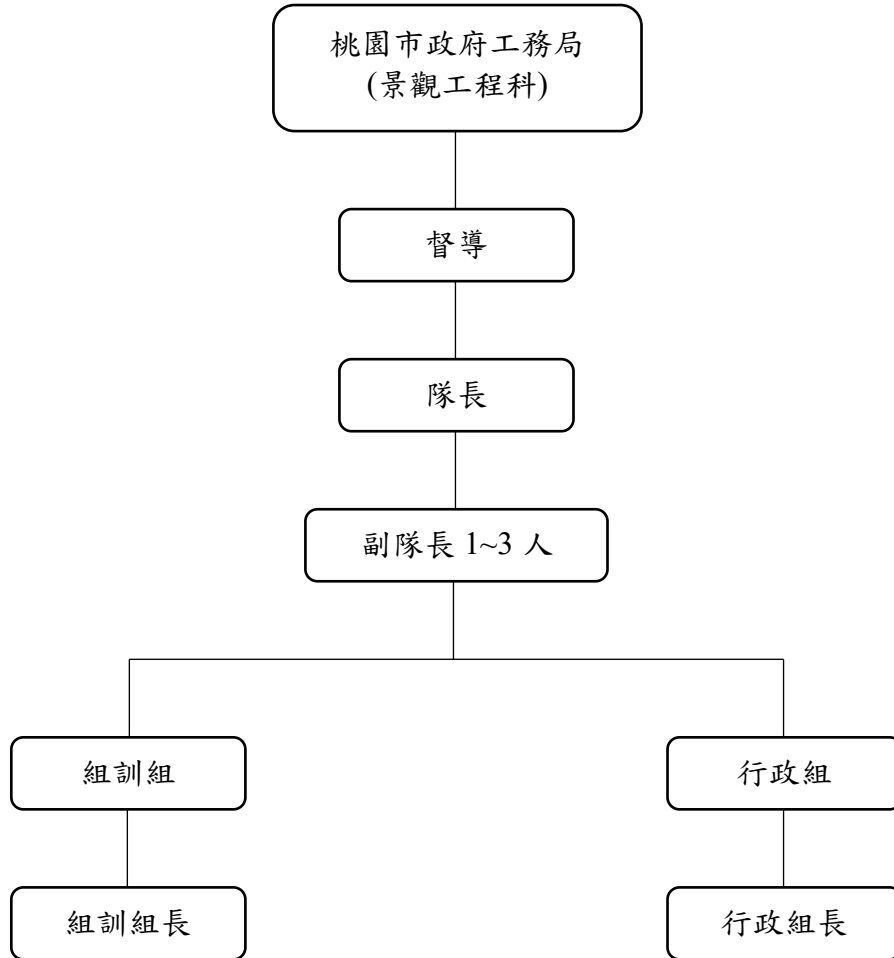 桃園市政府工務局
(景觀工程科)
督導
隊長
副隊長 1~3 人
組訓組
行政組
組訓組長
行政組長